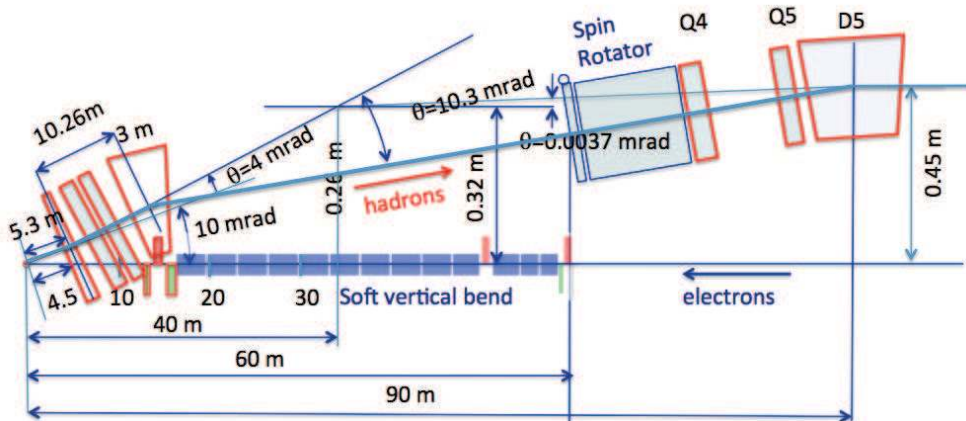 Spin
Rotator
Q4
Q5
D5
10.26m
3 m
θ=4 mrad
θ=10.3 mrad
θ=0.0037 mrad
5.3 m
hadrons
10 mrad
0.26 m
0.32 m
0.45 m
4.5
10
20
30
Soft vertical bend
electrons
40 m
60 m
90 m